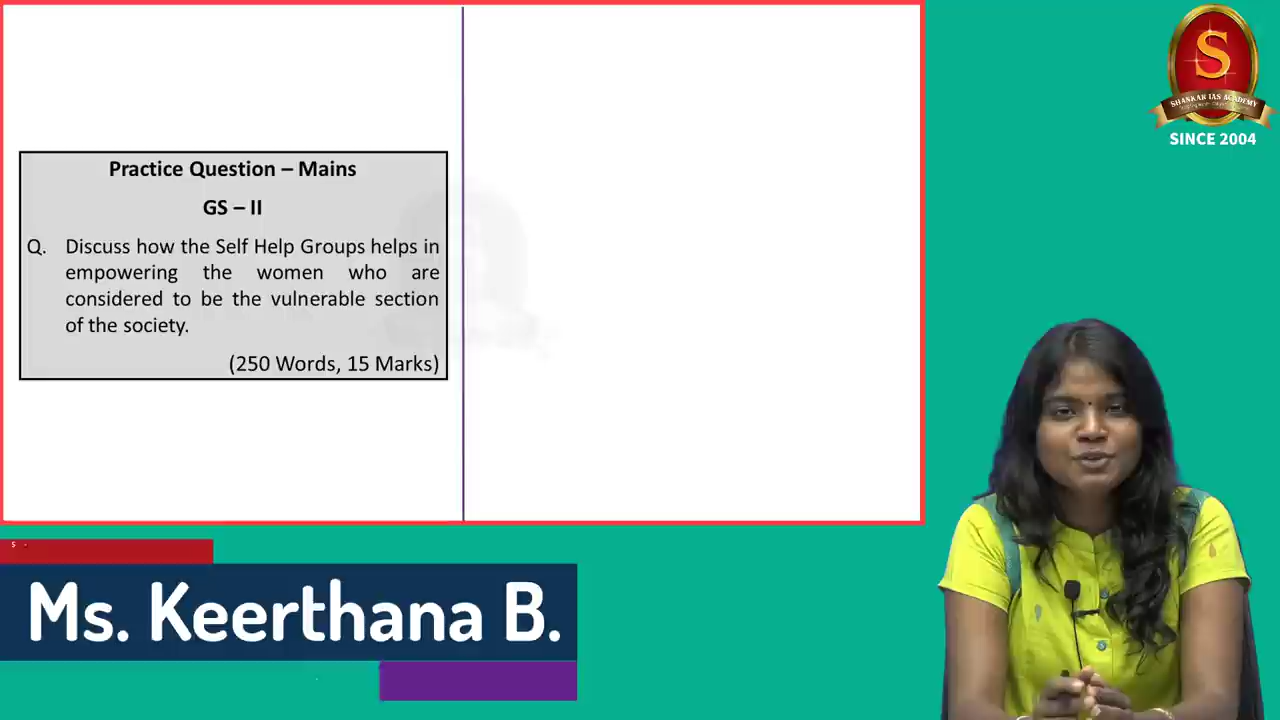 Practice Question – Mains
GS – II
Q. Discuss how the Self Help Groups helps in
empowering the women who are
considered to be the vulnerable section
of the society.
(250 Words, 15 Marks)
S
SHANKAR IAS ACADEMY
SINCE 2004
Ms. Keerthana B.